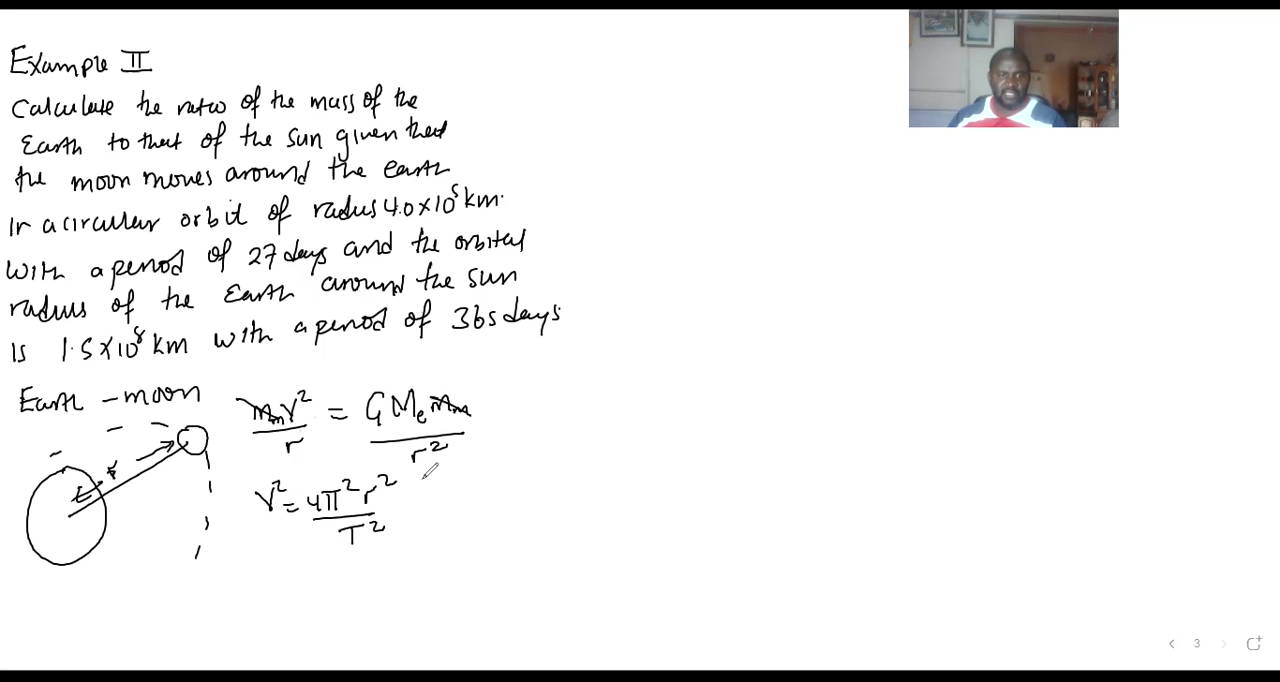 Example II
Calculate the ratio of the mass of the
Earth to that of the sun given that
the moon moves around the earth
In a circular orbit of radius 4.0×10⁵ km.
With a period of 27 days and the orbital
radius of the Earth around the sun
Is 1.5×10⁸ km with a period of 365 days.
Earth - moon
mₘV²/r = GMₑmₘ/r²
r
E
V² = 4π²r²/T²
3